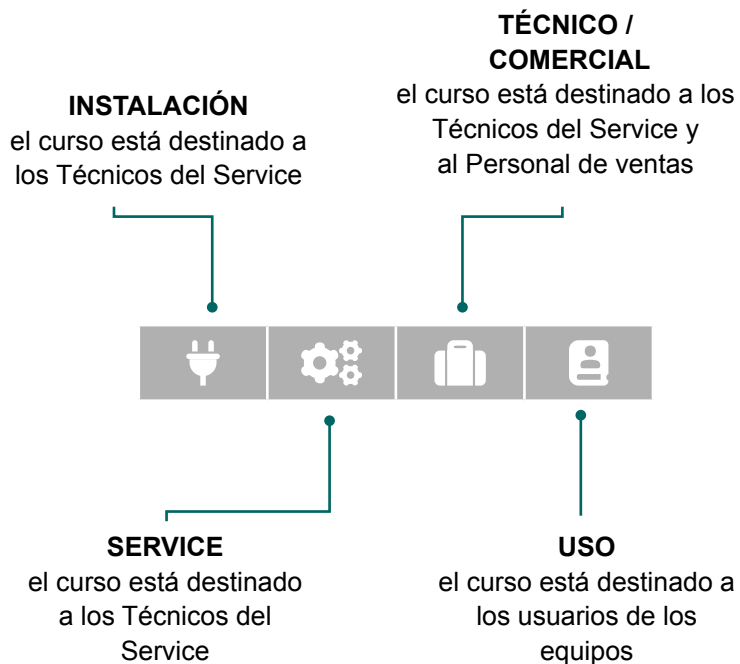 INSTALACIÓN
el curso está destinado a
los Técnicos del Service
TÉCNICO /
COMERCIAL
el curso está destinado a los
Técnicos del Service y
al Personal de ventas
SERVICE
el curso está destinado
a los Técnicos del
Service
USO
el curso está destinado a
los usuarios de los
equipos